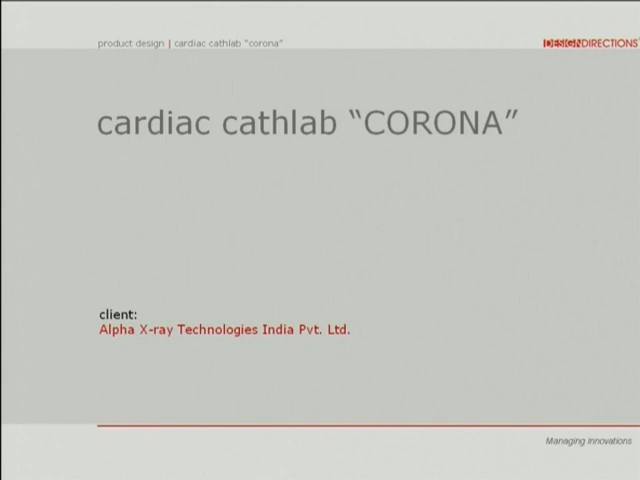 product design | cardiac cathlab "corona"
DESIGNDIRECTIONS
cardiac cathlab “CORONA”
client:
Alpha X-ray Technologies India Pvt. Ltd.
Managing Innovations